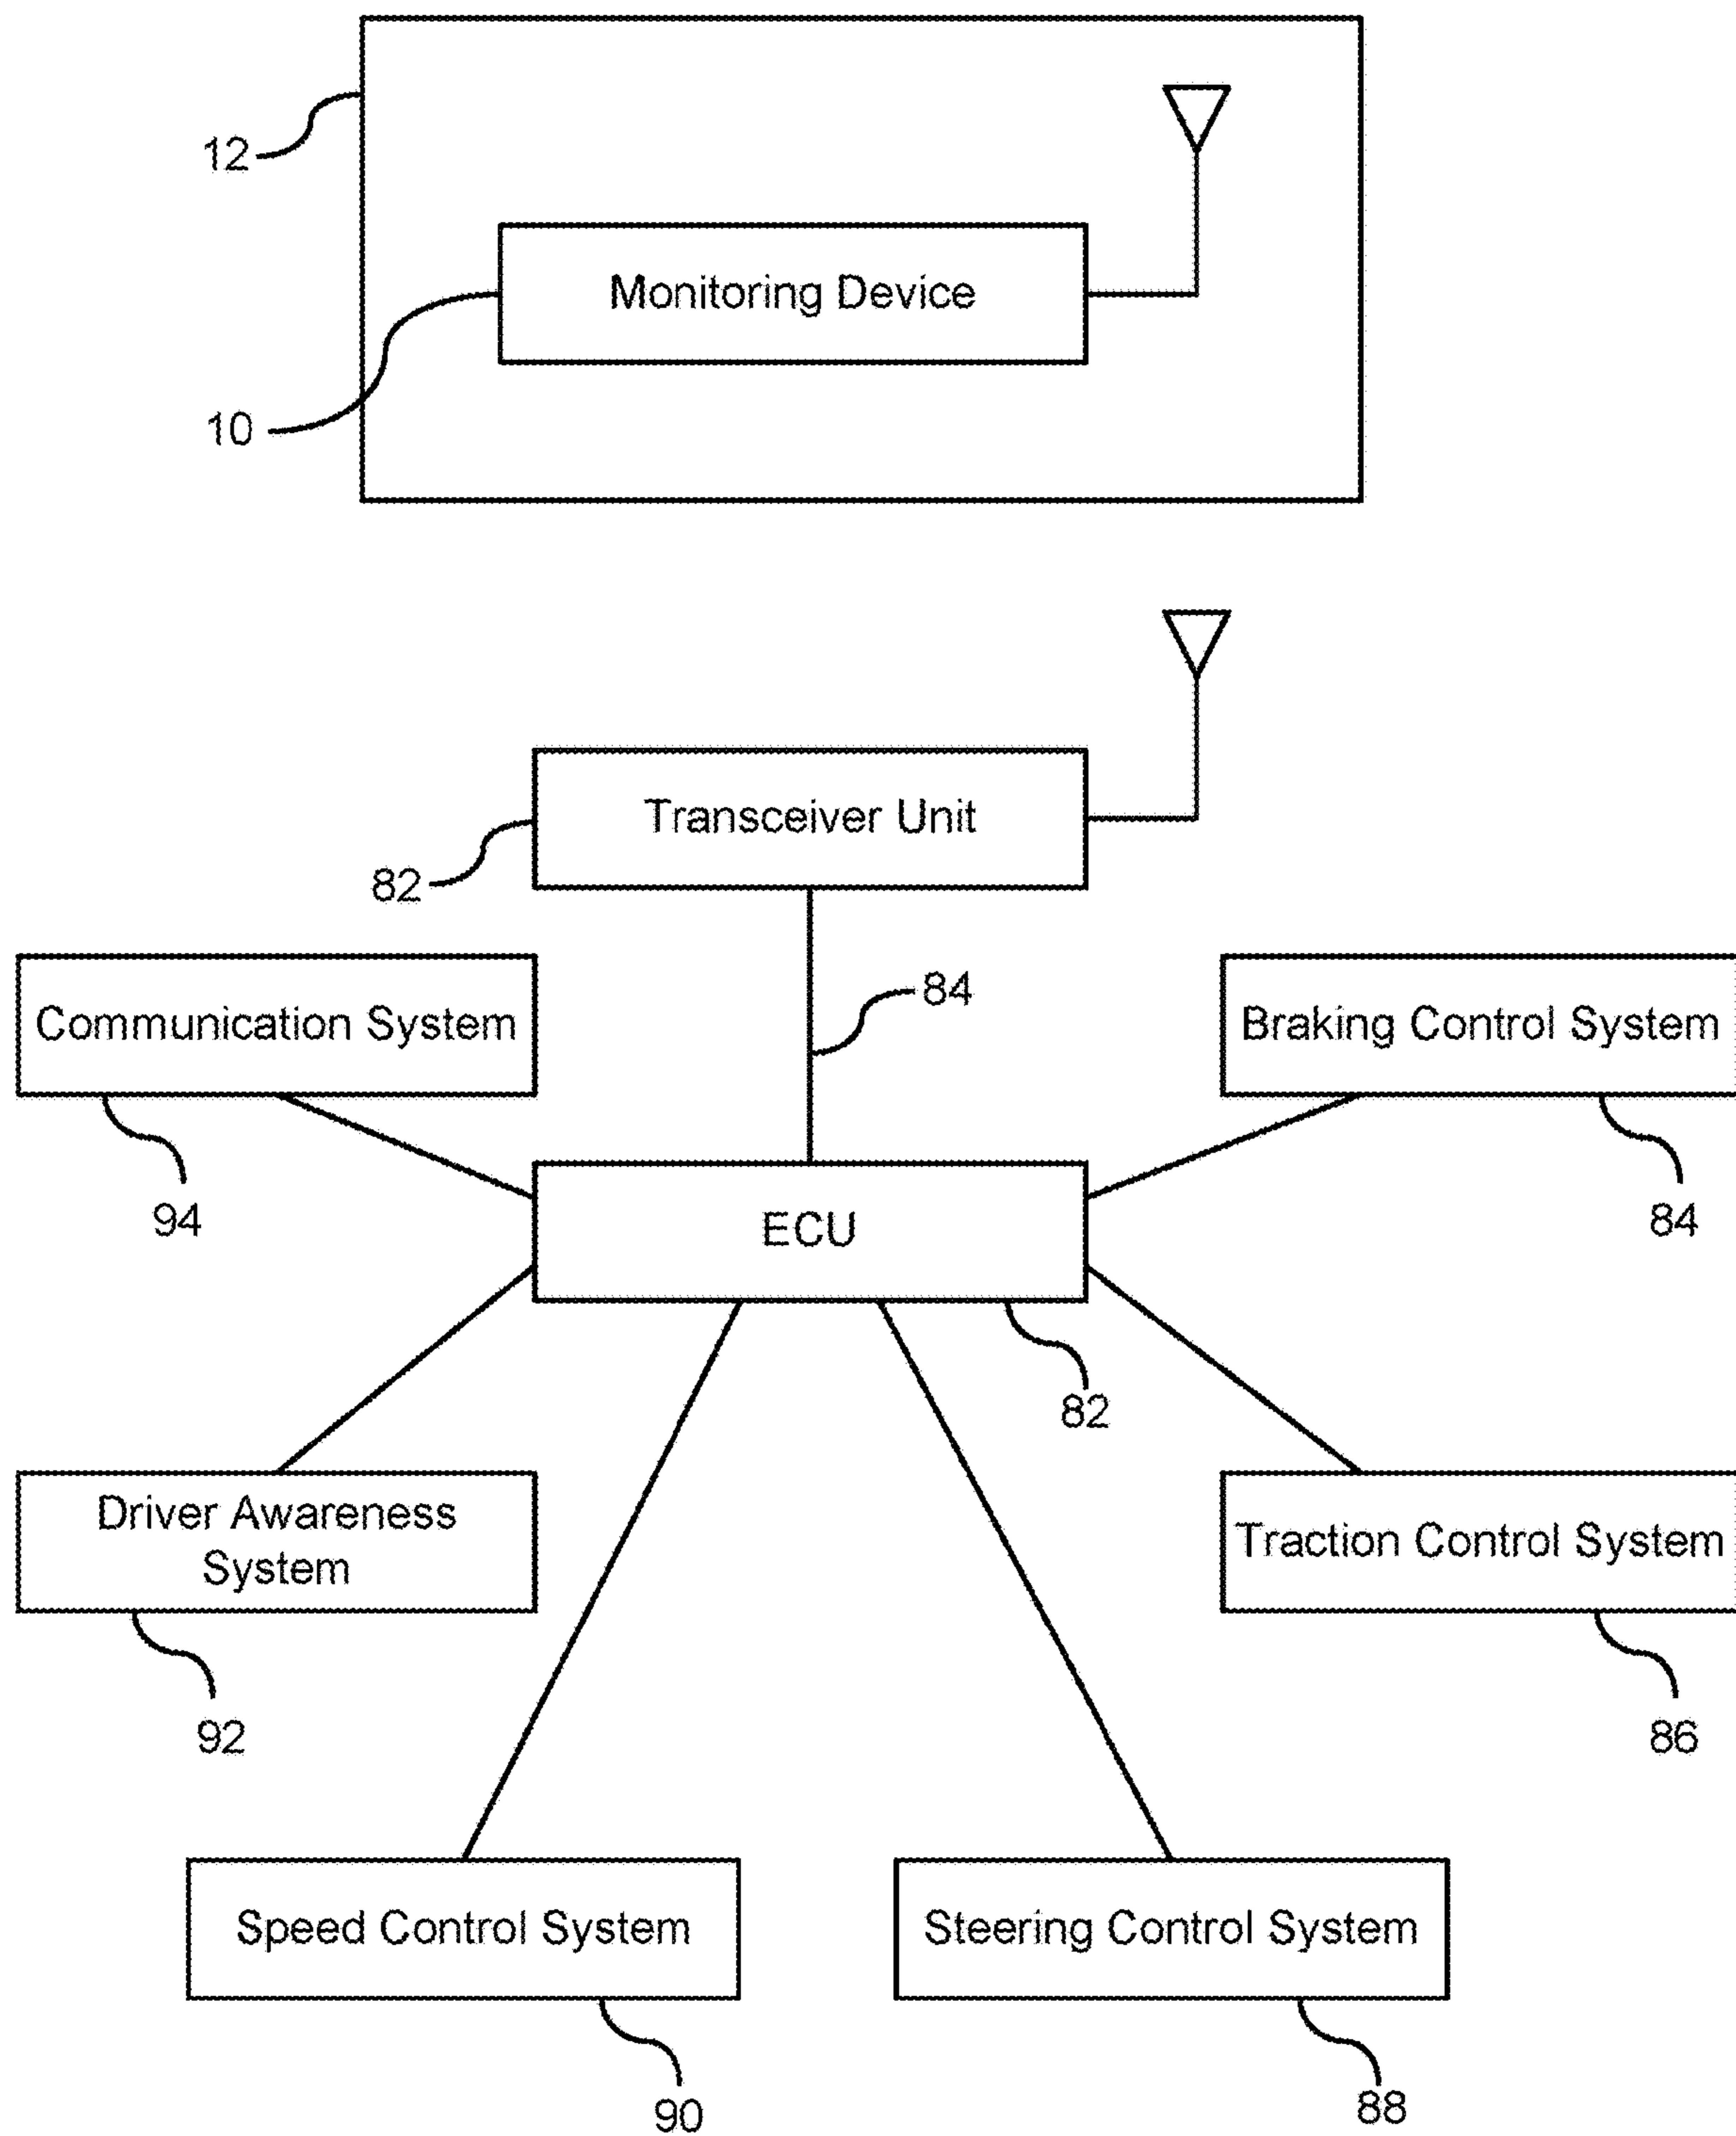 12
Monitoring Device
10
Transceiver Unit
82
84
Communication System
Braking Control System
94
ECU
84
82
Driver Awareness
System
Traction Control System
92
86
Speed Control System
Steering Control System
90
88